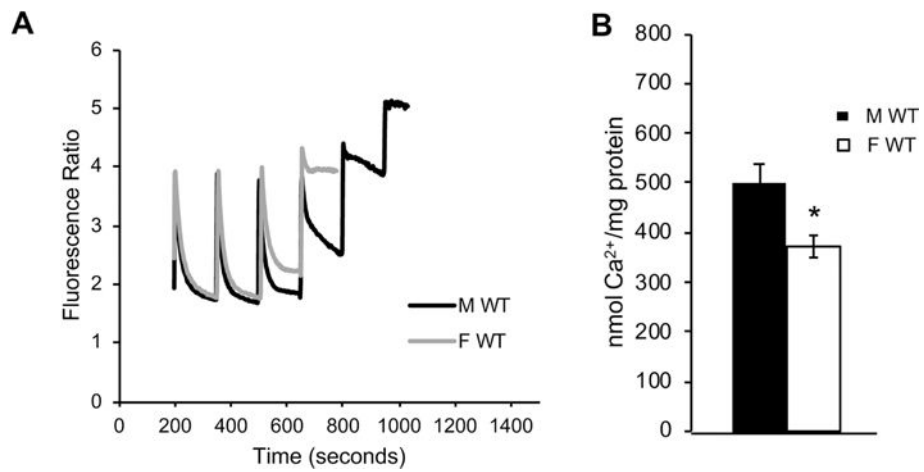 A
Fluorescence Ratio
6
5
4
3
2
1
0
0 200 400 600 800 1000 1200 1400
Time (seconds)
M WT
F WT
B
nmol Ca²⁺/mg protein
800
700
600
500
400
300
200
100
0
M WT
F WT
*